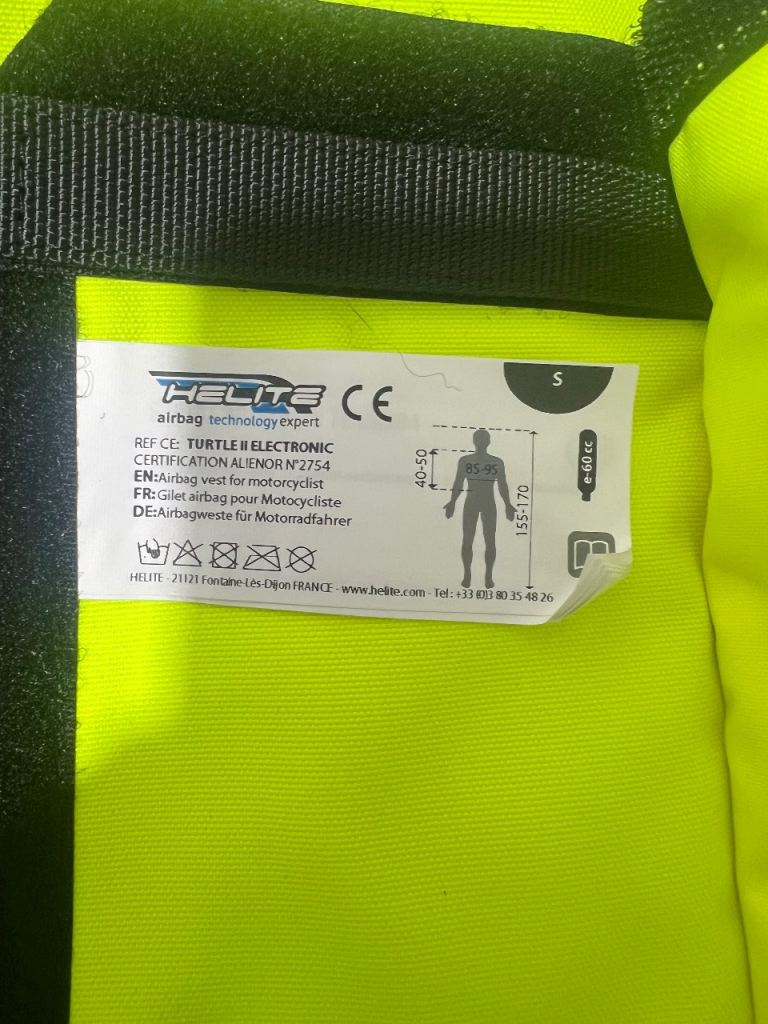 HELITE
airbag technology expert
CE
S
REF CE: TURTLE II ELECTRONIC
CERTIFICATION ALIENOR N°2754
EN:Airbag vest for motorcyclist
FR: Gilet airbag pour Motocycliste
DE:Airbagweste für Motorradfahrer
40-50
85-95
155-170
e-60 cc
HELITE - 21121 Fontaine-Lès-Dijon FRANCE - www.helite.com - Tel : +33 (0)3 80 35 48 26